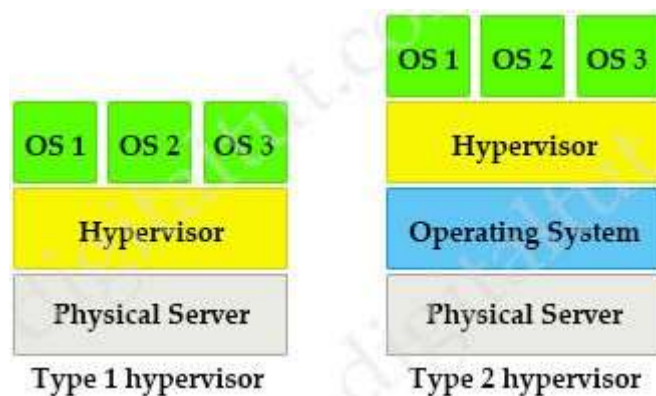 OS 1 OS 2 OS 3
Hypervisor
Physical Server
Type 1 hypervisor
OS 1 OS 2 OS 3
Hypervisor
Operating System
Physical Server
Type 2 hypervisor